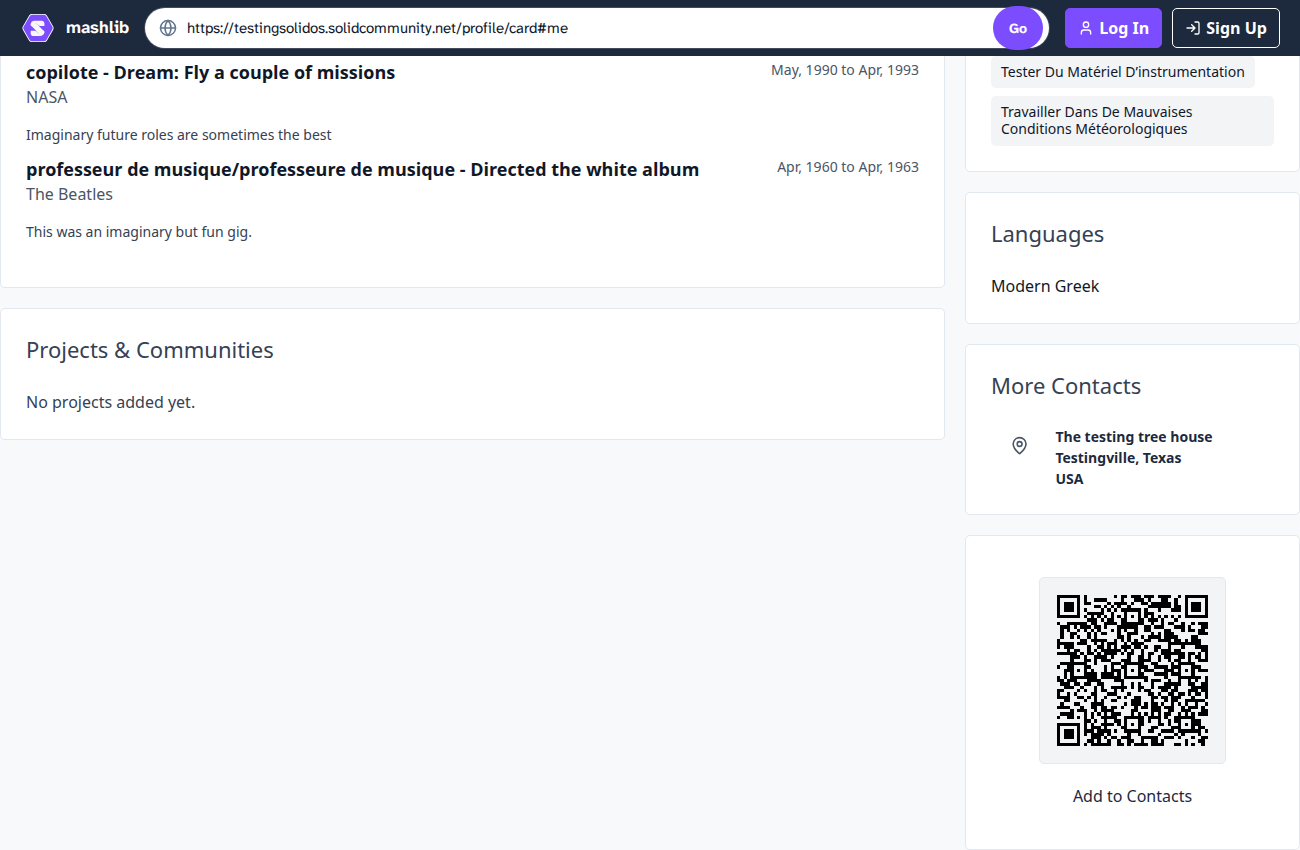 mashlib
https://testingsolidos.solidcommunity.net/profile/card#me
Go
Log In
Sign Up
copilote - Dream: Fly a couple of missions
May, 1990 to Apr, 1993
NASA
Imaginary future roles are sometimes the best
professeur de musique/professeure de musique - Directed the white album
Apr, 1960 to Apr, 1963
The Beatles
This was an imaginary but fun gig.
Projects & Communities
No projects added yet.
Tester Du Matériel D’instrumentation
Travailler Dans De Mauvaises
Conditions Météorologiques
Languages
Modern Greek
More Contacts
The testing tree house
Testingville, Texas
USA
Add to Contacts